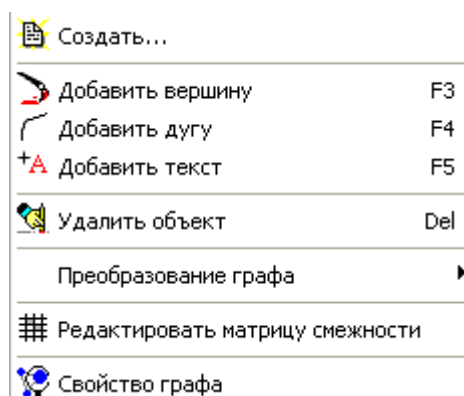 Создать...
Добавить вершину F3
Добавить дугу F4
+A Добавить текст F5
Удалить объект Del
Преобразование графа
Редактировать матрицу смежности
Свойство графа